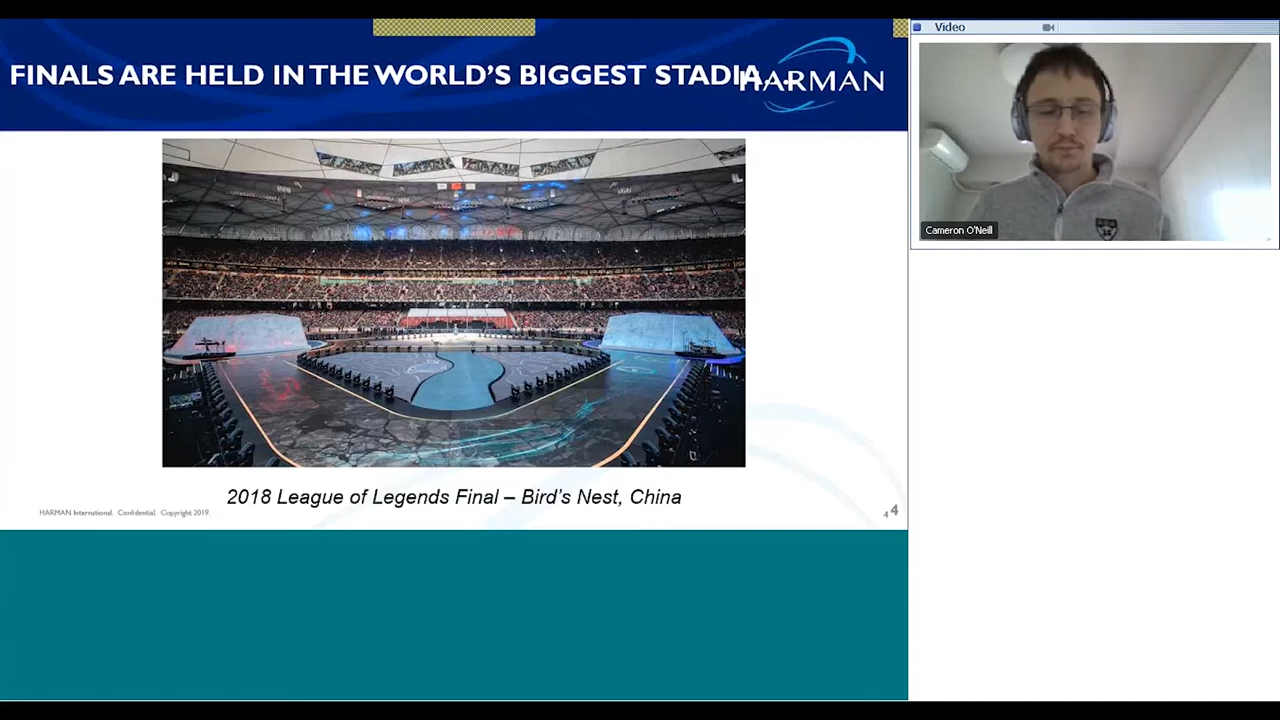 FINALS ARE HELD IN THE WORLD'S BIGGEST STADIA
HARMAN
2018 League of Legends Final – Bird's Nest, China
HARMAN International. Confidential. Copyright 2019.
4 4
Video
Cameron O'Neill